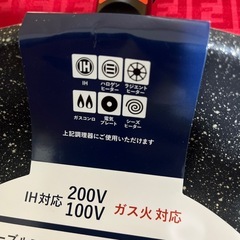 IH
ハロゲンヒーター
ラジエントヒーター
ガスコンロ
電気プレート
シーズヒーター
上記調理器にて使用いただけます
IH対応 200V 100V ガス火対応